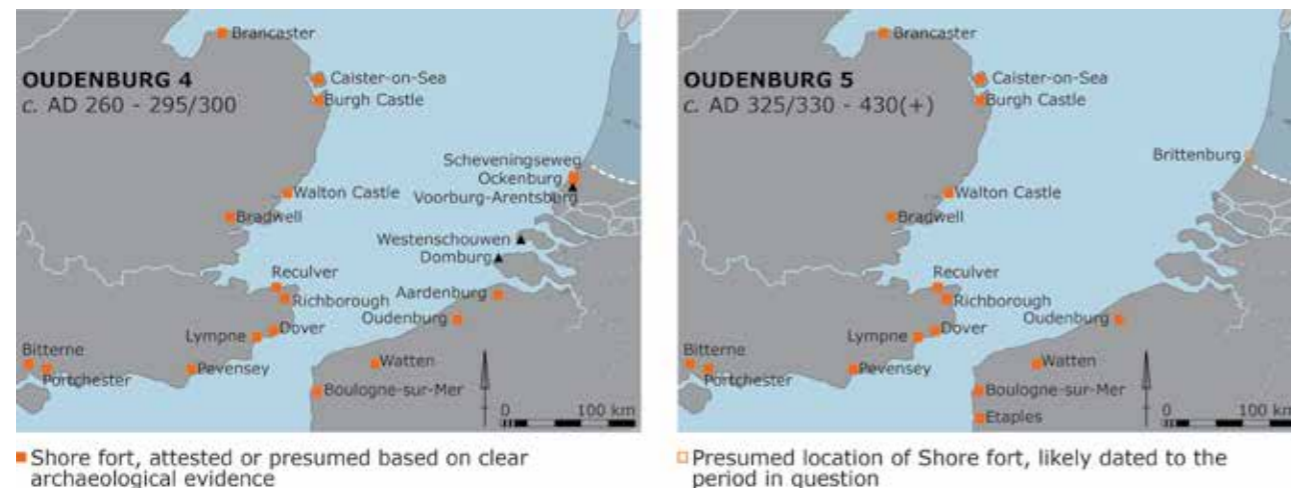 OUDENBURG 4
c. AD 260 - 295/300
Brancaster
Caister-on-Sea
Burgh Castle
Scheveningseweg
Ockenburg
Voorburg-Arentsburg
Walton Castle
Bradwell
Westenschouwen
Domburg
Reculver
Aardenburg
Richborough
Oudenburg
Dover
Lympne
Bitterne
Portchester
Pevensey
Watten
Boulogne-sur-Mer
0 100 km
Shore fort, attested or presumed based on clear
archaeological evidence
OUDENBURG 5
c. AD 325/330 - 430(+)
Brancaster
Caister-on-Sea
Burgh Castle
Brittenburg
Walton Castle
Bradwell
Reculver
Richborough
Oudenburg
Dover
Lympne
Bitterne
Portchester
Pevensey
Watten
Boulogne-sur-Mer
Etaples
0 100 km
Presumed location of Shore fort, likely dated to the
period in question